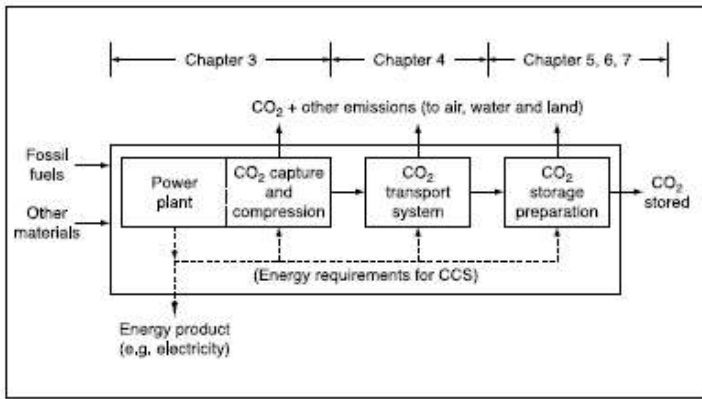 Chapter 3
Chapter 4
Chapter 5, 6, 7
CO2 + other emissions (to air, water and land)
Fossil
fuels
Other
materials
Power
plant
CO2 capture
and
compression
CO2
transport
system
CO2
storage
preparation
CO2
stored
(Energy requirements for CCS)
Energy product
(e.g, electricity)